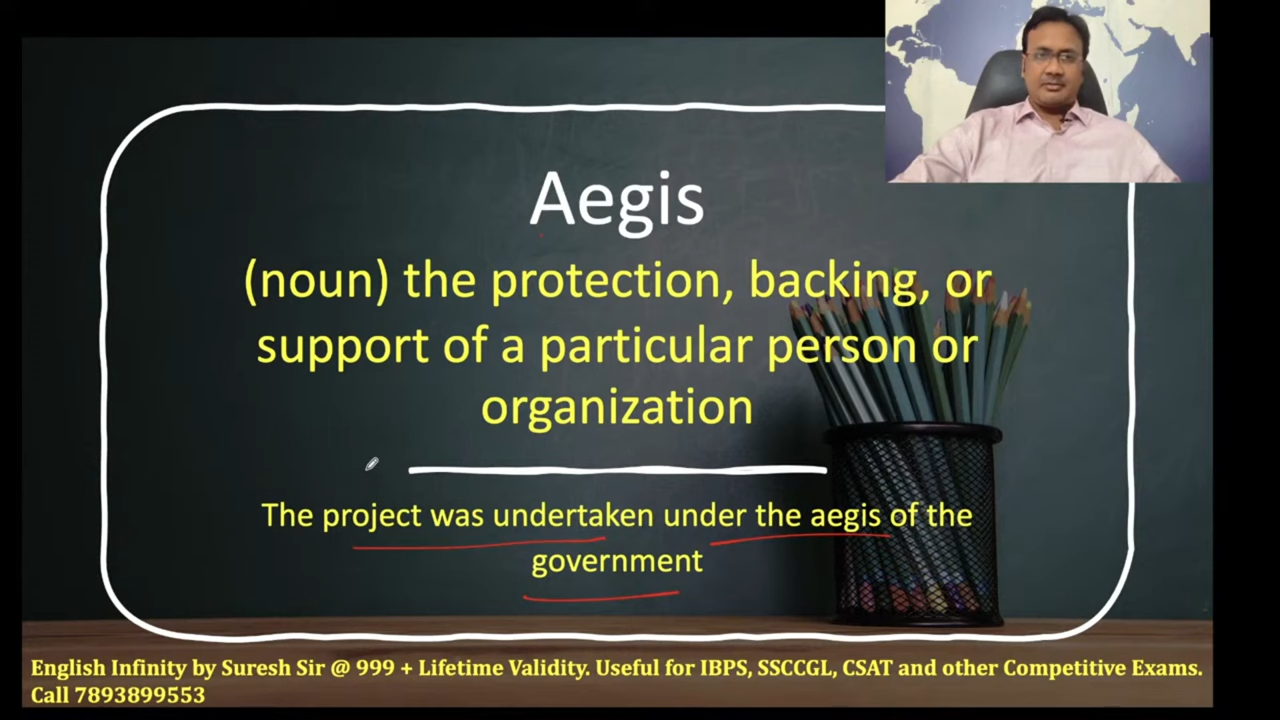 Aegis
(noun) the protection, backing, or
support of a particular person or
organization
The project was undertaken under the aegis of the
government
English Infinity by Suresh Sir @ 999 + Lifetime Validity. Useful for IBPS, SSCCGL, CSAT and other Competitive Exams.
Call 7893899553